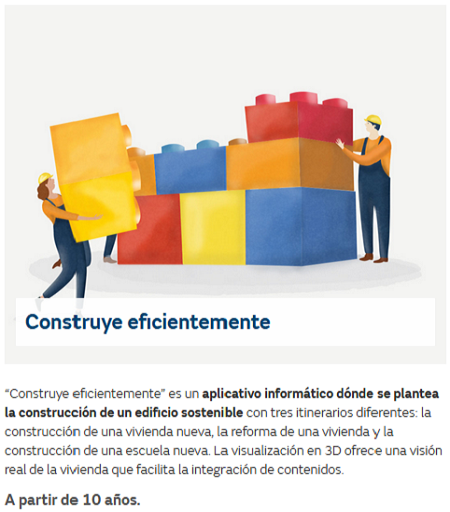 Construye eficientemente
“Construye eficientemente” es un aplicativo informático dónde se plantea
la construcción de un edificio sostenible con tres itinerarios diferentes: la
construcción de una vivienda nueva, la reforma de una vivienda y la
construcción de una escuela nueva. La visualización en 3D ofrece una visión
real de la vivienda que facilita la integración de contenidos.
A partir de 10 años.